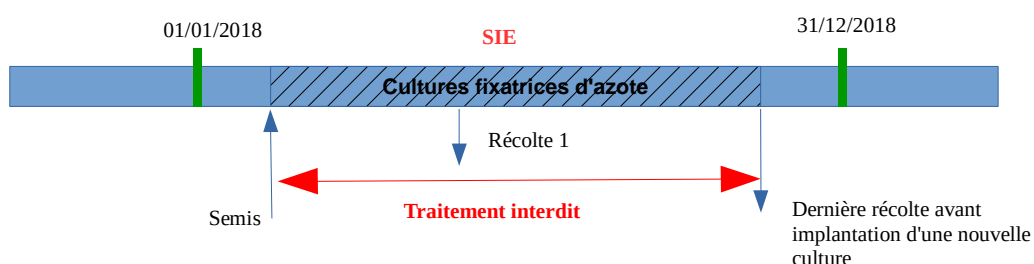 01/01/2018
SIE
31/12/2018
Cultures fixatrices d'azote
Récolte 1
Semis
Traitement interdit
Dernière récolte avant
implantation d'une nouvelle
culture